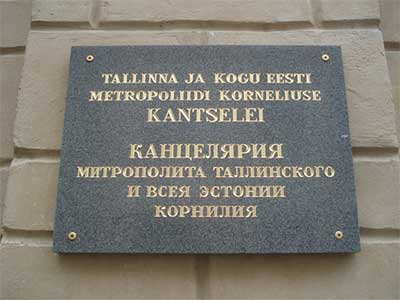 TALLINNA JA KOGU EESTI
METROPOLIIDI KORNELIUSE
KANTSELEI
КАНЦЕЛЯРИЯ
МИТРОПОЛИТА ТАЛЛИНСКОГО
И ВСЕЯ ЭСТОНИИ
КОРНИЛИЯ